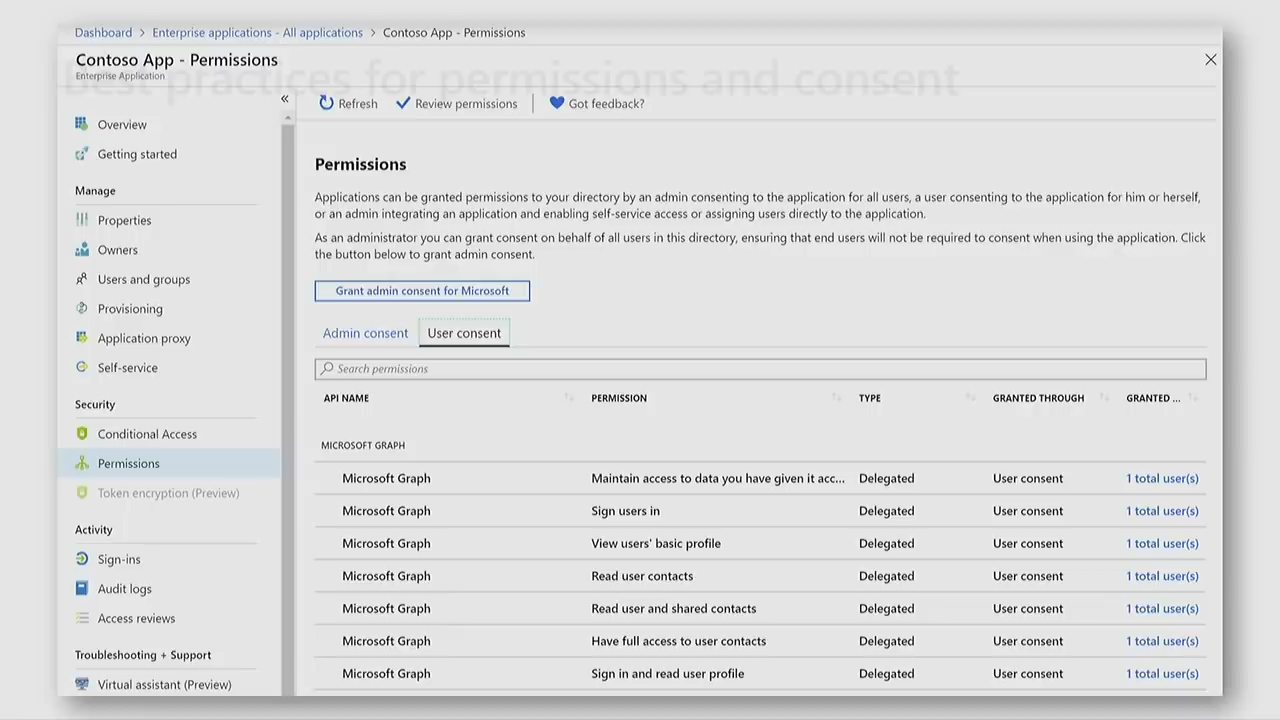 Dashboard > Enterprise applications - All applications > Contoso App - Permissions
Contoso App - Permissions
Enterprise Application
Best practices for permissions and consent
Refresh Review permissions Got feedback?
Overview
Getting started
Manage
Properties
Owners
Users and groups
Provisioning
Application proxy
Self-service
Security
Conditional Access
Permissions
Token encryption (Preview)
Activity
Sign-ins
Audit logs
Access reviews
Troubleshooting + Support
Virtual assistant (Preview)
Permissions
Applications can be granted permissions to your directory by an admin consenting to the application for all users, a user consenting to the application for him or herself,
or an admin integrating an application and enabling self-service access or assigning users directly to the application.
As an administrator you can grant consent on behalf of all users in this directory, ensuring that end users will not be required to consent when using the application. Click
the button below to grant admin consent.
Grant admin consent for Microsoft
Admin consent User consent
Search permissions
API NAME PERMISSION TYPE GRANTED THROUGH GRANTED ...
MICROSOFT GRAPH
Microsoft Graph Maintain access to data you have given it acc... Delegated User consent 1 total user(s)
Microsoft Graph Sign users in Delegated User consent 1 total user(s)
Microsoft Graph View users' basic profile Delegated User consent 1 total user(s)
Microsoft Graph Read user contacts Delegated User consent 1 total user(s)
Microsoft Graph Read user and shared contacts Delegated User consent 1 total user(s)
Microsoft Graph Have full access to user contacts Delegated User consent 1 total user(s)
Microsoft Graph Sign in and read user profile Delegated User consent 1 total user(s)